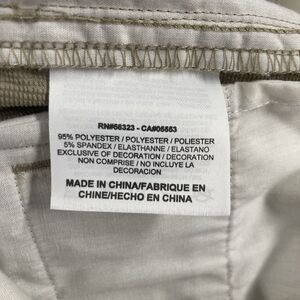 RN#56323 - CA#05553
95% POLYESTER / POLYESTER / POLIESTER
5% SPANDEX / ELASTHANNE / ELASTANO
EXCLUSIVE OF DECORATION / DECORATION
NON COMPRISE / NO INCLUYE LA
DECORACION
MADE IN CHINA/FABRIQUE EN
CHINE/HECHO EN CHINA